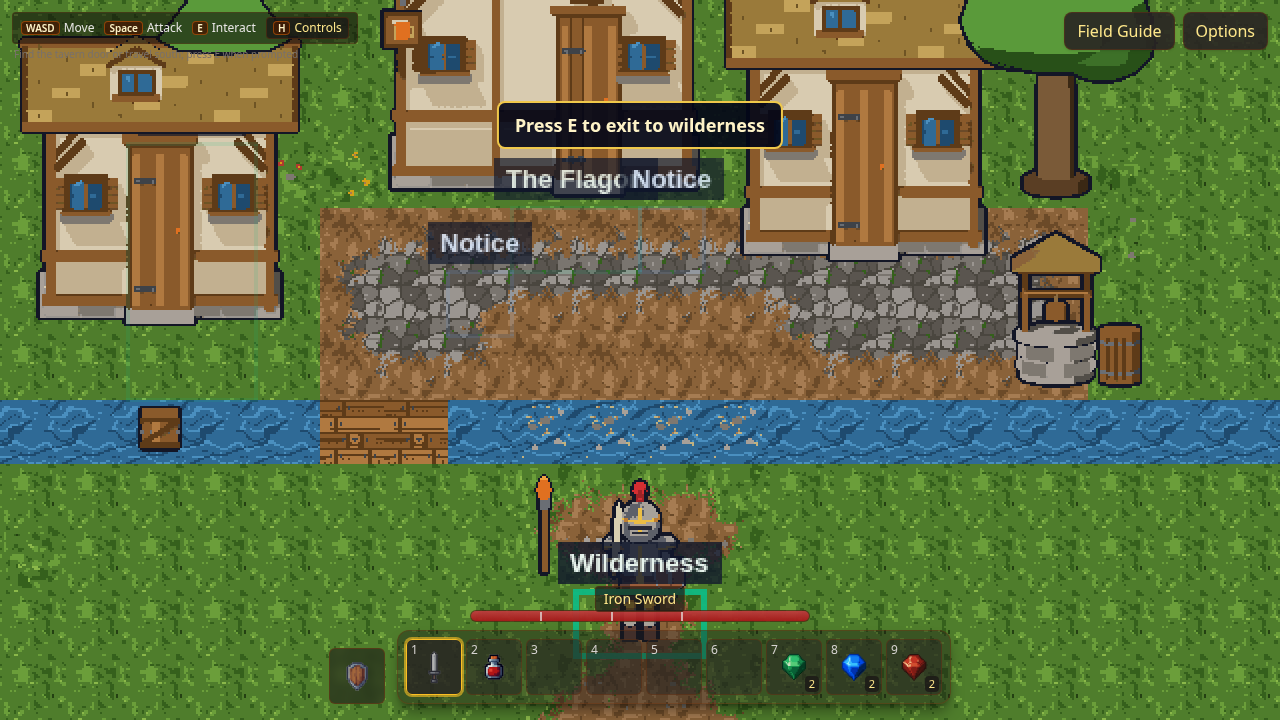 WASD Move Space Attack E Interact H Controls
Field Guide
Options
Press E to exit to wilderness
The Flago
Notice
Notice
Wilderness
Iron Sword
1
2
3
4
5
6
7
8
9
2
2
2